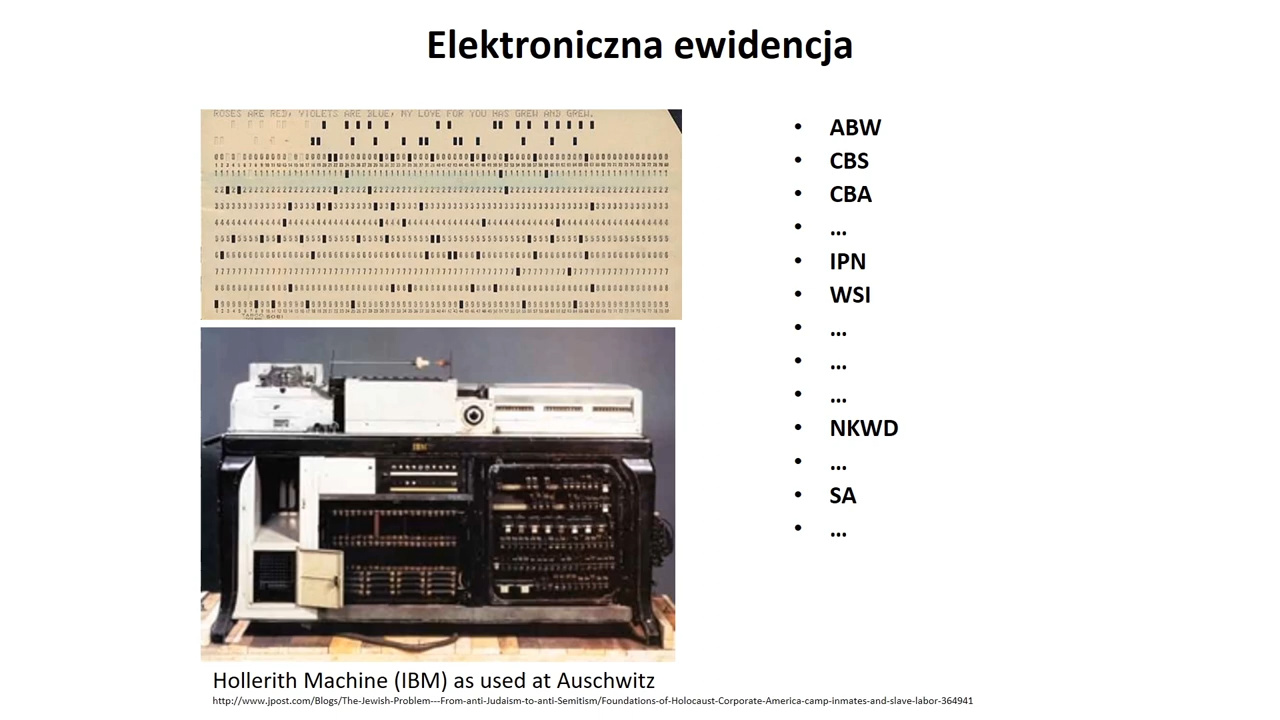 Elektroniczna ewidencja
ROSES ARE RED, VIOLETS ARE BLUE, MY LOVE FOR YOU HAS GREW AND GREW.
• ABW
• CBS
• CBA
• ...
• IPN
• WSI
• ...
• ...
• ...
• NKWD
• ...
• SA
• ...
IBM
Hollerith Machine (IBM) as used at Auschwitz
http://www.jpost.com/Blogs/The-Jewish-Problem---From-anti-Judaism-to-anti-Semitism/Foundations-of-Holocaust-Corporate-America-camp-inmates-and-slave-labor-364941